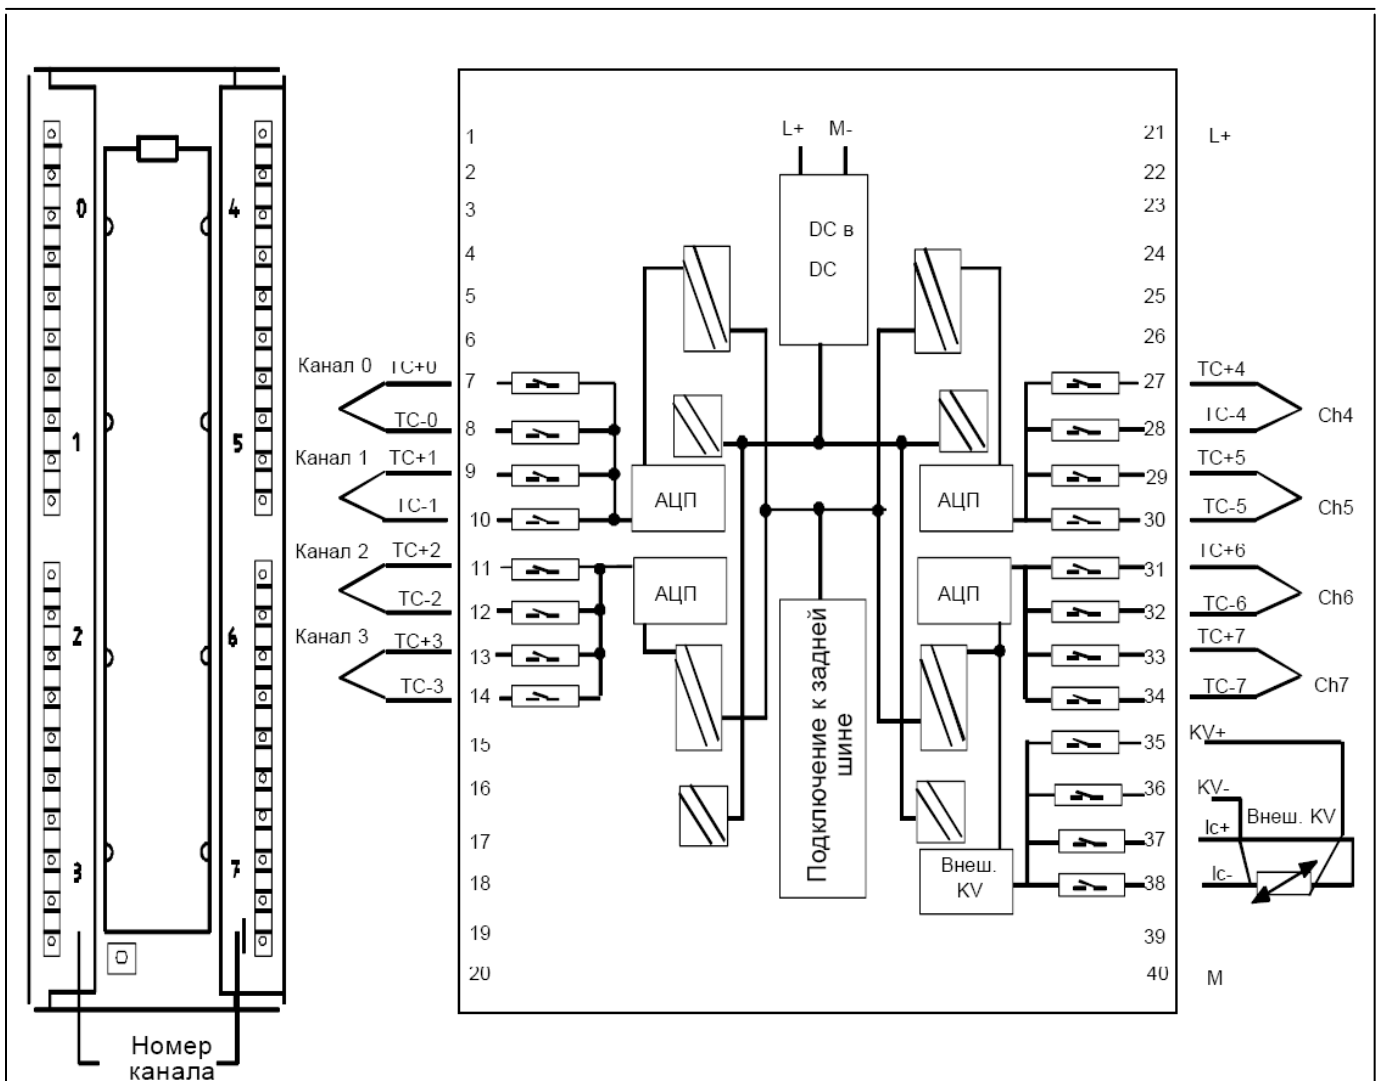 0
1
2
3
4
5
6
7
Номер
канала
Канал 0
TC+0
TC-0
Канал 1
TC+1
TC-1
Канал 2
TC+2
TC-2
Канал 3
TC+3
TC-3
1
2
3
4
5
6
7
8
9
10
11
12
13
14
15
16
17
18
19
20
L+ M-
DC в
DC
АЦП
АЦП
АЦП
АЦП
Подключение к задней
шине
Внеш.
KV
21
22
23
24
25
26
27
28
29
30
31
32
33
34
35
36
37
38
39
40
L+
TC+4
TC-4
Ch4
TC+5
TC-5
Ch5
TC+6
TC-6
Ch6
TC+7
TC-7
Ch7
KV+
KV-
Внеш. KV
Ic+
Ic-
M